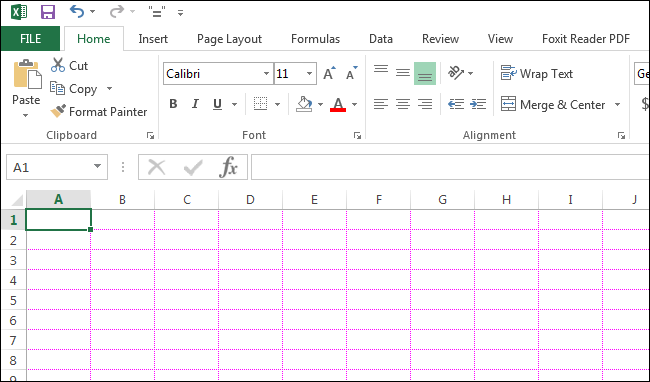 "="
FILE Home Insert Page Layout Formulas Data Review View Foxit Reader PDF
Cut
Copy
Format Painter
Paste
Clipboard
Calibri 11 A A
B I U A
Font
Wrap Text
Merge & Center
Alignment
Ge
$
A1 fx
A B C D E F G H I J
1
2
3
4
5
6
7
8
9